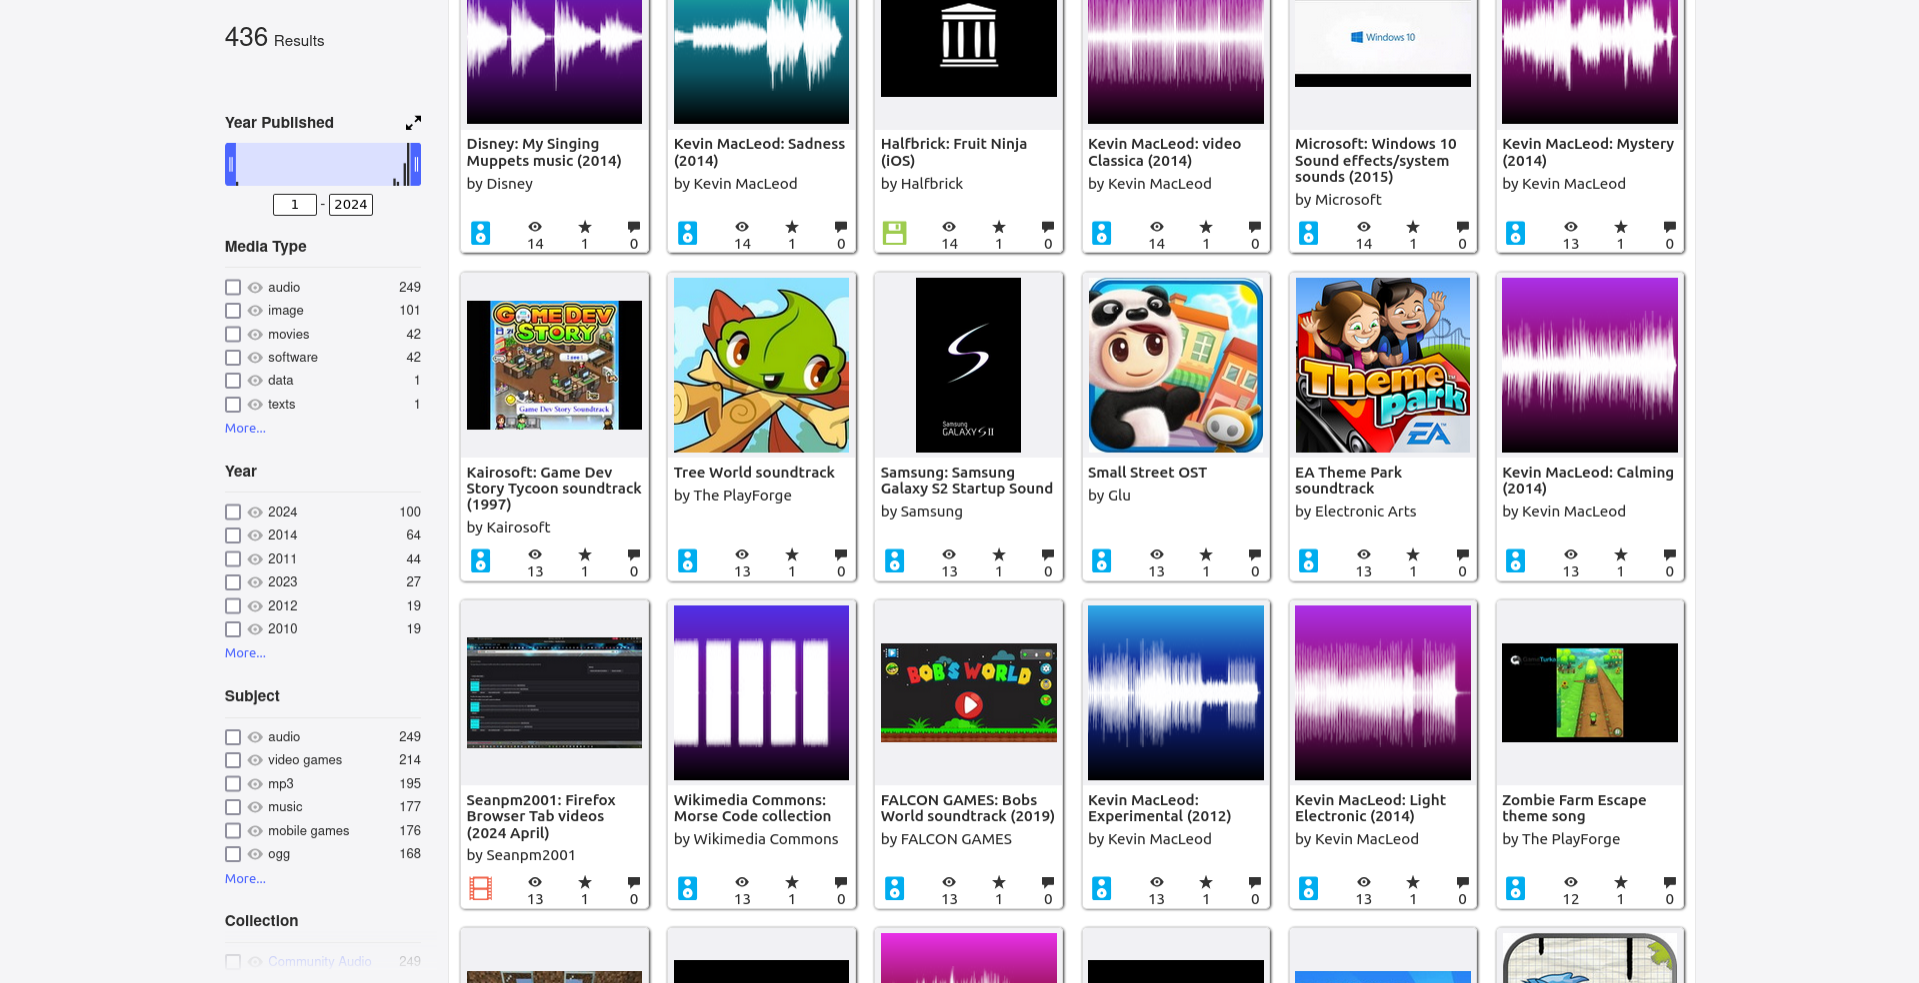 436 Results
Year Published
1 - 2024
Media Type
audio 249
image 101
movies 42
software 42
data 1
texts 1
More...
Year
2024 100
2014 64
2011 44
2023 27
2012 19
2010 19
More...
Subject
audio 249
video games 214
mp3 195
music 177
mobile games 176
ogg 168
More...
Collection
Community Audio 249
Disney: My Singing
Muppets music (2014)
by Disney
14 1 0
Kevin MacLeod: Sadness
(2014)
by Kevin MacLeod
14 1 0
Halfbrick: Fruit Ninja
(iOS)
by Halfbrick
14 1 0
Kevin MacLeod: video
Classica (2014)
by Kevin MacLeod
14 1 0
Windows 10
Microsoft: Windows 10
Sound effects/system
sounds (2015)
by Microsoft
14 1 0
Kevin MacLeod: Mystery
(2014)
by Kevin MacLeod
13 1 0
GAME DEV
STORY
Game Dev Story Soundtrack
Kairosoft: Game Dev
Story Tycoon soundtrack
(1997)
by Kairosoft
13 1 0
Tree World soundtrack
by The PlayForge
13 1 0
Samsung
GALAXY S II
Samsung: Samsung
Galaxy S2 Startup Sound
by Samsung
13 1 0
Small Street OST
by Glu
13 1 0
Theme
park
EA
EA Theme Park
soundtrack
by Electronic Arts
13 1 0
Kevin MacLeod: Calming
(2014)
by Kevin MacLeod
13 1 0
Seanpm2001: Firefox
Browser Tab videos
(2024 April)
by Seanpm2001
13 1 0
Wikimedia Commons:
Morse Code collection
by Wikimedia Commons
13 1 0
BOB'S WORLD
FALCON GAMES: Bobs
World soundtrack (2019)
by FALCON GAMES
13 1 0
Kevin MacLeod:
Experimental (2012)
by Kevin MacLeod
13 1 0
Kevin MacLeod: Light
Electronic (2014)
by Kevin MacLeod
13 1 0
Zombie Farm Escape
theme song
by The PlayForge
12 1 0